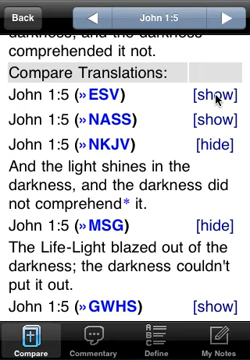 Back
John 1:5
darkness, and the darkness
comprehended it not.
Compare Translations:
John 1:5 (»ESV) [show]
John 1:5 (»NASS) [show]
John 1:5 (»NKJV) [hide]
And the light shines in the
darkness, and the darkness did
not comprehend* it.
John 1:5 (»MSG) [hide]
The Life-Light blazed out of the
darkness; the darkness couldn't
put it out.
John 1:5 (»GWHS) [show]
Compare Commentary Define My Notes